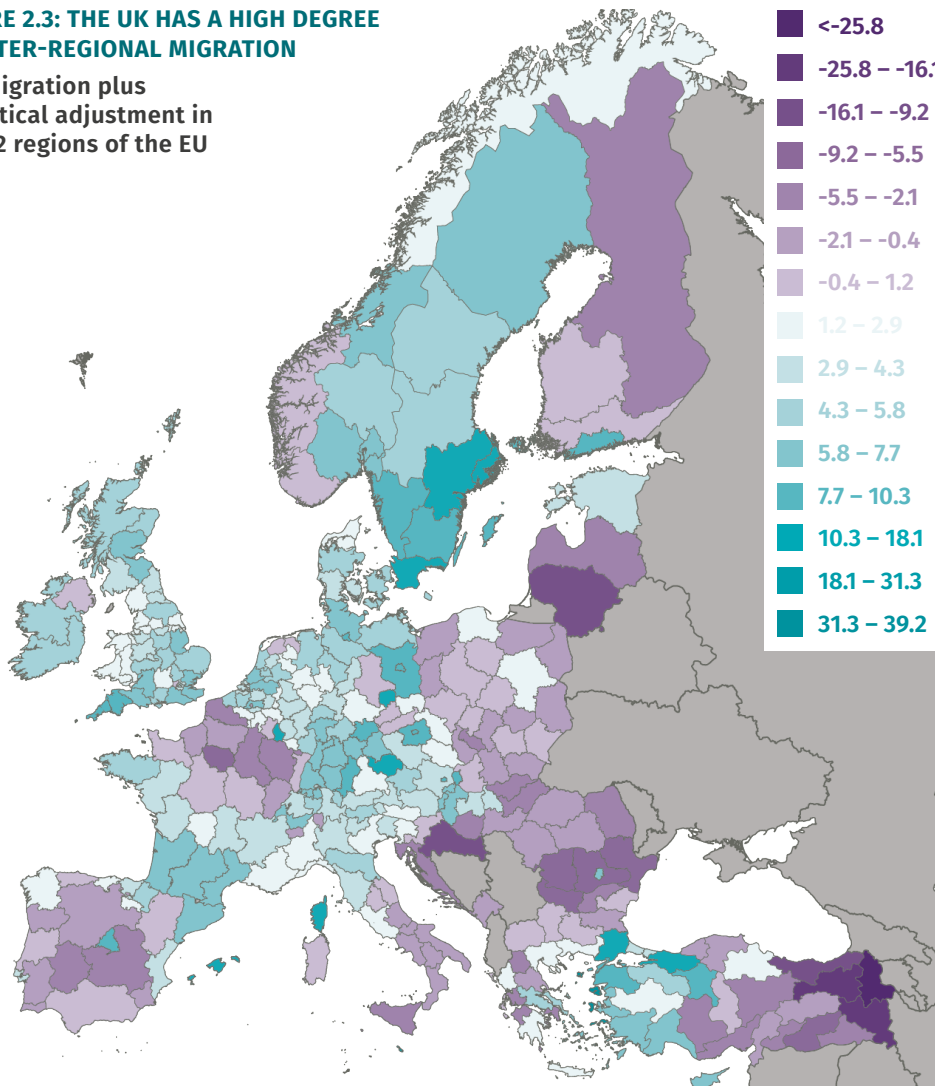 RE 2.3: THE UK HAS A HIGH DEGREE
TER-REGIONAL MIGRATION
igration plus
tical adjustment in
2 regions of the EU
<-25.8
-25.8 – -16.1
-16.1 – -9.2
-9.2 – -5.5
-5.5 – -2.1
-2.1 – -0.4
-0.4 – 1.2
1.2 – 2.9
2.9 – 4.3
4.3 – 5.8
5.8 – 7.7
7.7 – 10.3
10.3 – 18.1
18.1 – 31.3
31.3 – 39.2